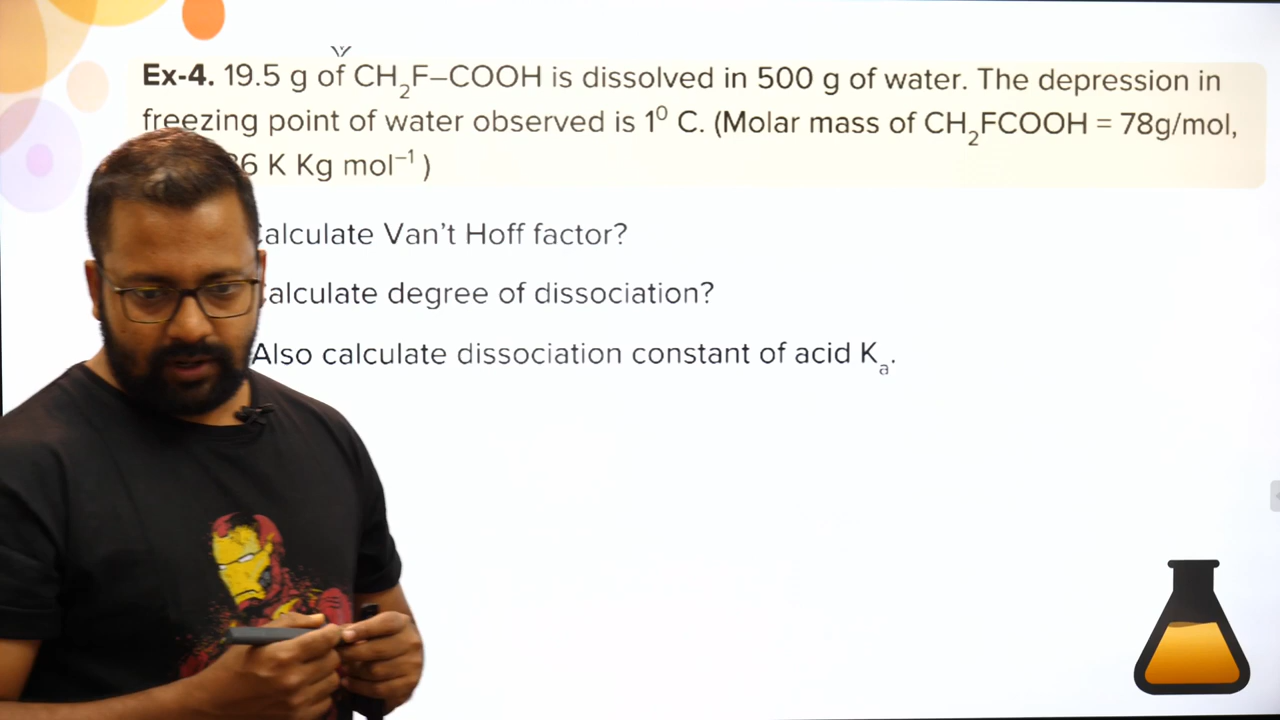 Ex-4. 19.5 g of CH₂F–COOH is dissolved in 500 g of water. The depression in
freezing point of water observed is 1⁰ C. (Molar mass of CH₂FCOOH = 78g/mol,
K Kg mol⁻¹ )
Van't Hoff factor?
degree of dissociation?
Also calculate dissociation constant of acid Kₐ.